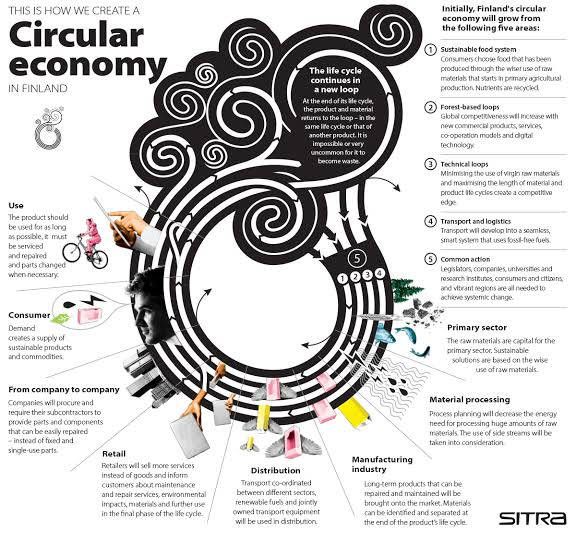 THIS IS HOW WE CREATE A
Circular
economy
IN FINLAND
The life cycle
continues in
a new loop
At the end of its life cycle,
the product and material
returns to the loop – in the
same life cycle or that of
another product. It is
impossible or very
uncommon for it to
become waste.
Initially, Finland's circular
economy will grow from
the following five areas:
1 Sustainable food system
Consumers choose food that has been
produced through the wiser use of raw
materials that starts in primary agricultural
production. Nutrients are recycled.
2 Forest-based loops
Global competitiveness will increase with
new commercial products, services,
co-operation models and digital
technology.
3 Technical loops
Minimising the use of virgin raw materials
and maximising the length of material and
product life cycles create a competitive
edge.
4 Transport and logistics
Transport will develop into a seamless,
smart system that uses fossil-free fuels.
5 Common action
Legislators, companies, universities and
research institutes, consumers and citizens,
and vibrant regions are all needed to
achieve systemic change.
5
1 2 3 4
Use
The product should
be used for as long
as possible, it must
be serviced
and repaired
and parts changed
when necessary.
Consumer
Demand
creates a supply of
sustainable products
and commodities.
From company to company
Companies will procure and
require their subcontractors to
provide parts and components
that can be easily repaired
– instead of fixed and
single-use parts.
Retail
Retailers will sell more services
instead of goods and inform
customers about maintenance
and repair services, environmental
impacts, materials and further use
in the final phase of the life cycle.
Distribution
Transport co-ordinated
between different sectors,
renewable fuels and jointly
owned transport equipment
will be used in distribution.
Manufacturing
industry
Long-term products that can be
repaired and maintained will be
brought onto the market. Materials
can be identified and separated at
the end of the product's life cycle.
Material processing
Process planning will decrease the energy
need for processing huge amounts of raw
materials. The use of side streams will be
taken into consideration.
Primary sector
The raw materials are capital for the
primary sector. Sustainable
solutions are based on the wise
use of raw materials.
SITRA